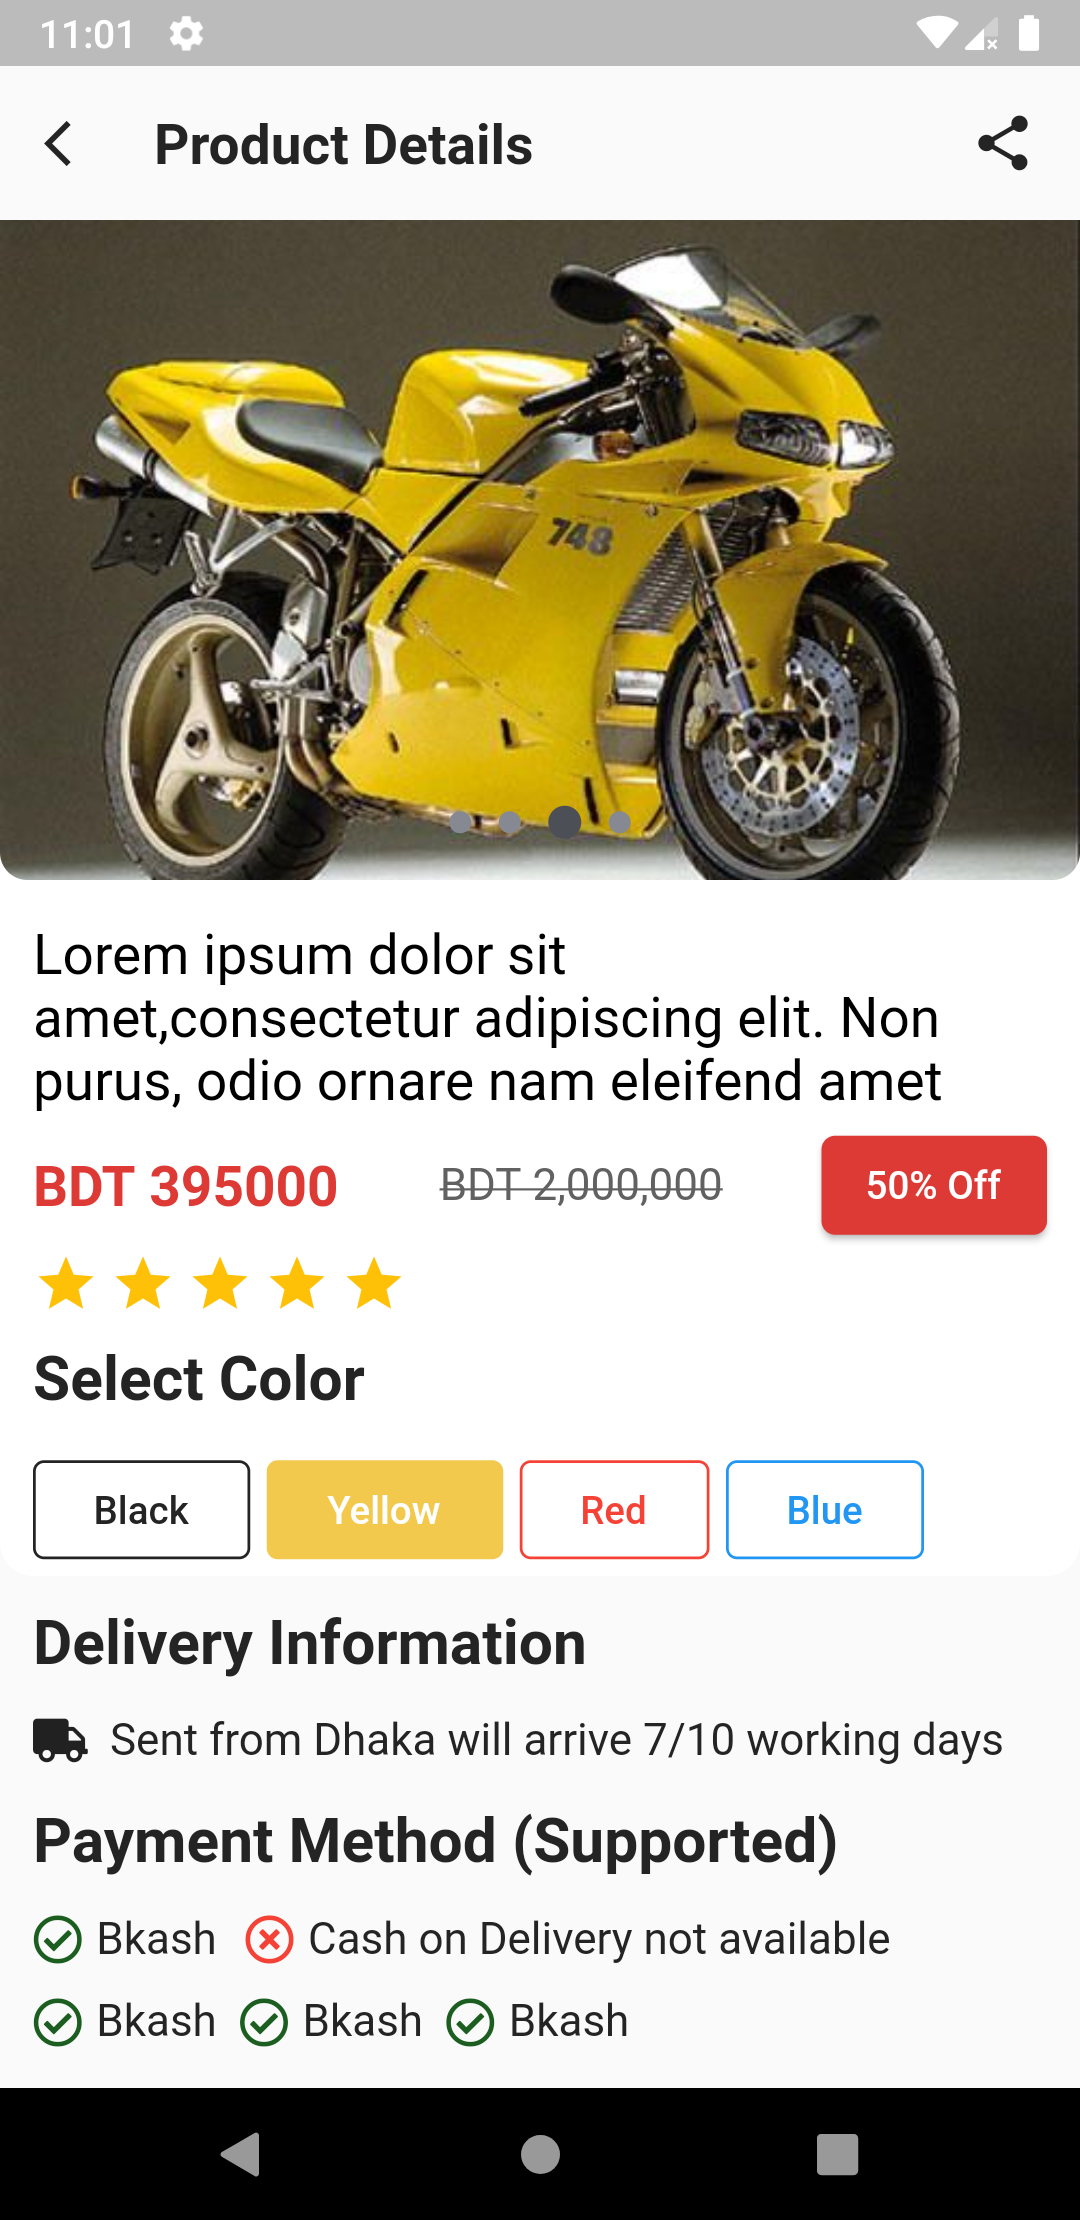 11:01
Product Details
748
Lorem ipsum dolor sit
amet,consectetur adipiscing elit. Non
purus, odio ornare nam eleifend amet
BDT 395000 BDT 2,000,000 50% Off
Select Color
Black Yellow Red Blue
Delivery Information
Sent from Dhaka will arrive 7/10 working days
Payment Method (Supported)
Bkash Cash on Delivery not available
Bkash Bkash Bkash